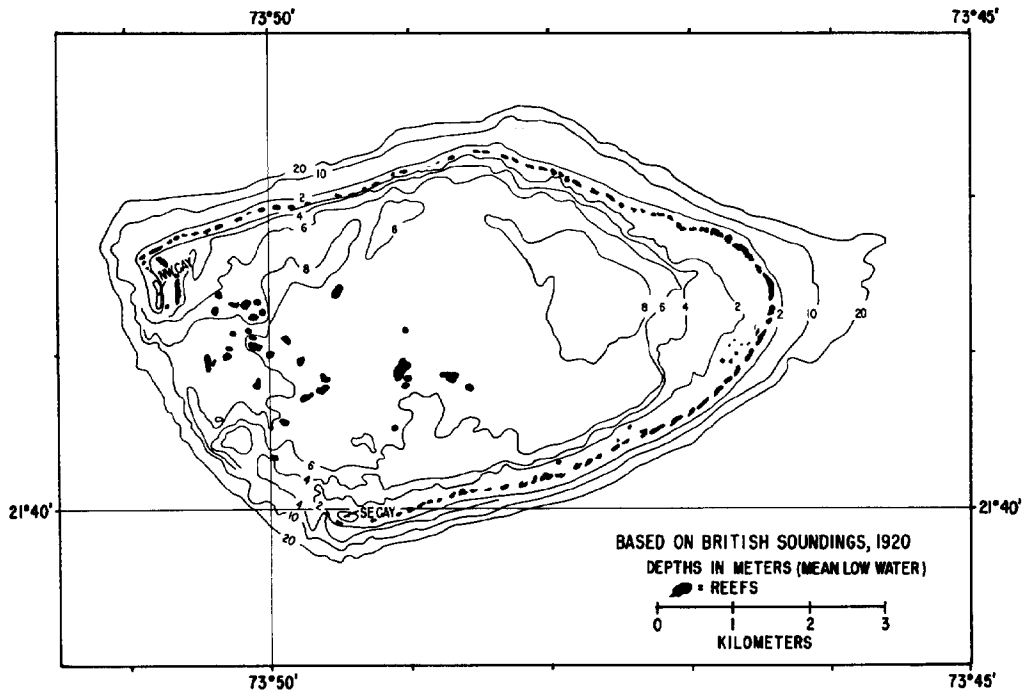 73°50' 73°45'
20 10
2
4
6
6
8
NW.CAY
8 6 4 2 2 10 20
6
4
4 2
10
20
SE CAY
21°40' 21°40'
BASED ON BRITISH SOUNDINGS, 1920
DEPTHS IN METERS (MEAN LOW WATER)
= REEFS
0 1 2 3
KILOMETERS
73°50' 73°45'